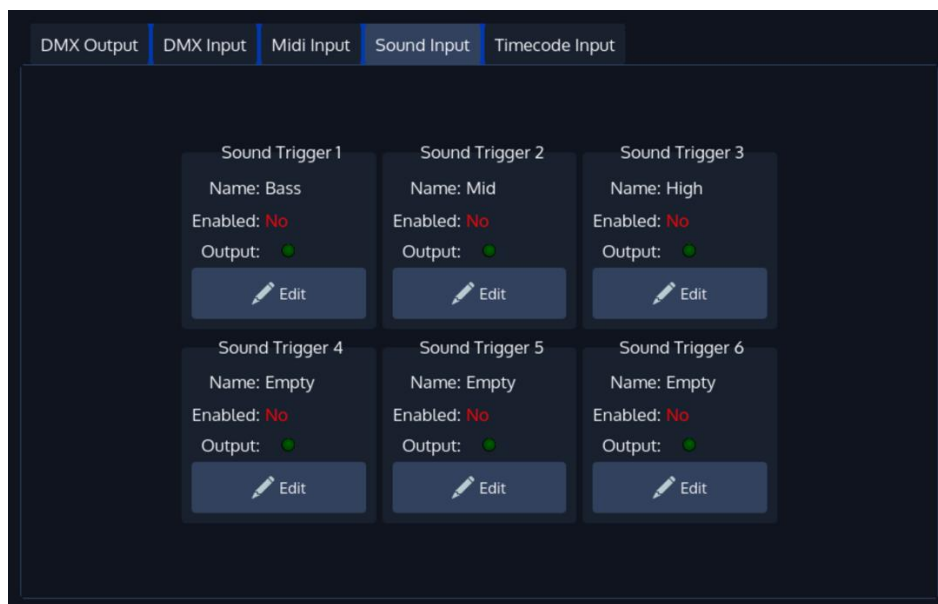 DMX Output DMX Input Midi Input Sound Input Timecode Input
Sound Trigger 1
Name: Bass
Enabled: No
Output:
Edit
Sound Trigger 2
Name: Mid
Enabled: No
Output:
Edit
Sound Trigger 3
Name: High
Enabled: No
Output:
Edit
Sound Trigger 4
Name: Empty
Enabled: No
Output:
Edit
Sound Trigger 5
Name: Empty
Enabled: No
Output:
Edit
Sound Trigger 6
Name: Empty
Enabled: No
Output:
Edit